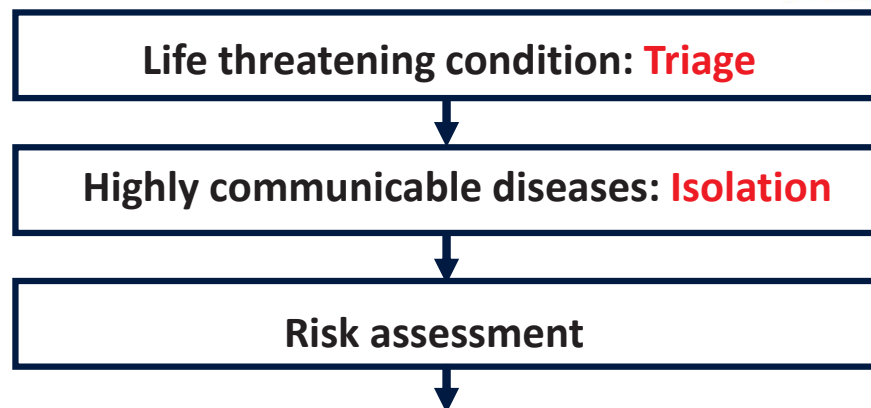 Life threatening condition: Triage
Highly communicable diseases: Isolation
Risk assessment